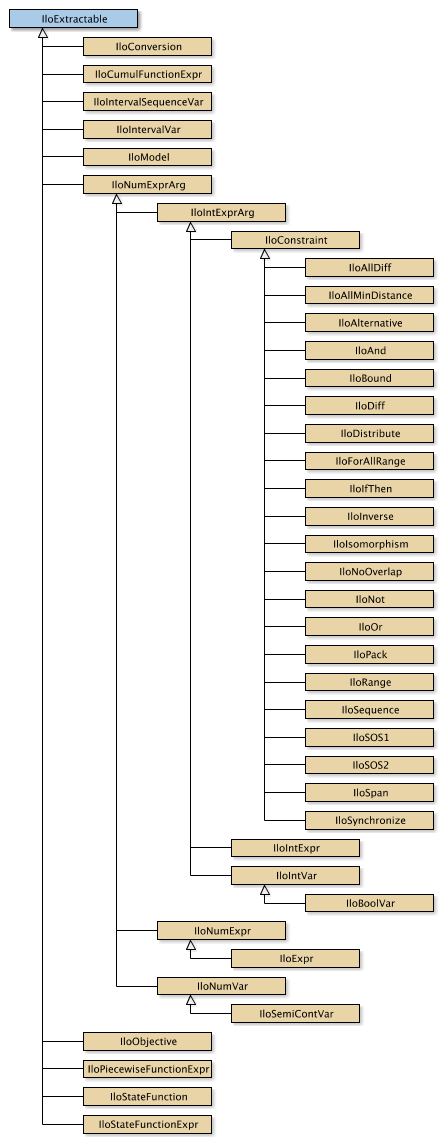 IloExtractable
IloConversion
IloCumulFunctionExpr
IloIntervalSequenceVar
IloIntervalVar
IloModel
IloNumExprArg
IloIntExprArg
IloConstraint
IloAllDiff
IloAllMinDistance
IloAlternative
IloAnd
IloBound
IloDiff
IloDistribute
IloForAllRange
IloIfThen
IloInverse
IloIsomorphism
IloNoOverlap
IloNot
IloOr
IloPack
IloRange
IloSequence
IloSOS1
IloSOS2
IloSpan
IloSynchronize
IloIntExpr
IloIntVar
IloBoolVar
IloNumExpr
IloExpr
IloNumVar
IloSemiContVar
IloObjective
IloPiecewiseFunctionExpr
IloStateFunction
IloStateFunctionExpr